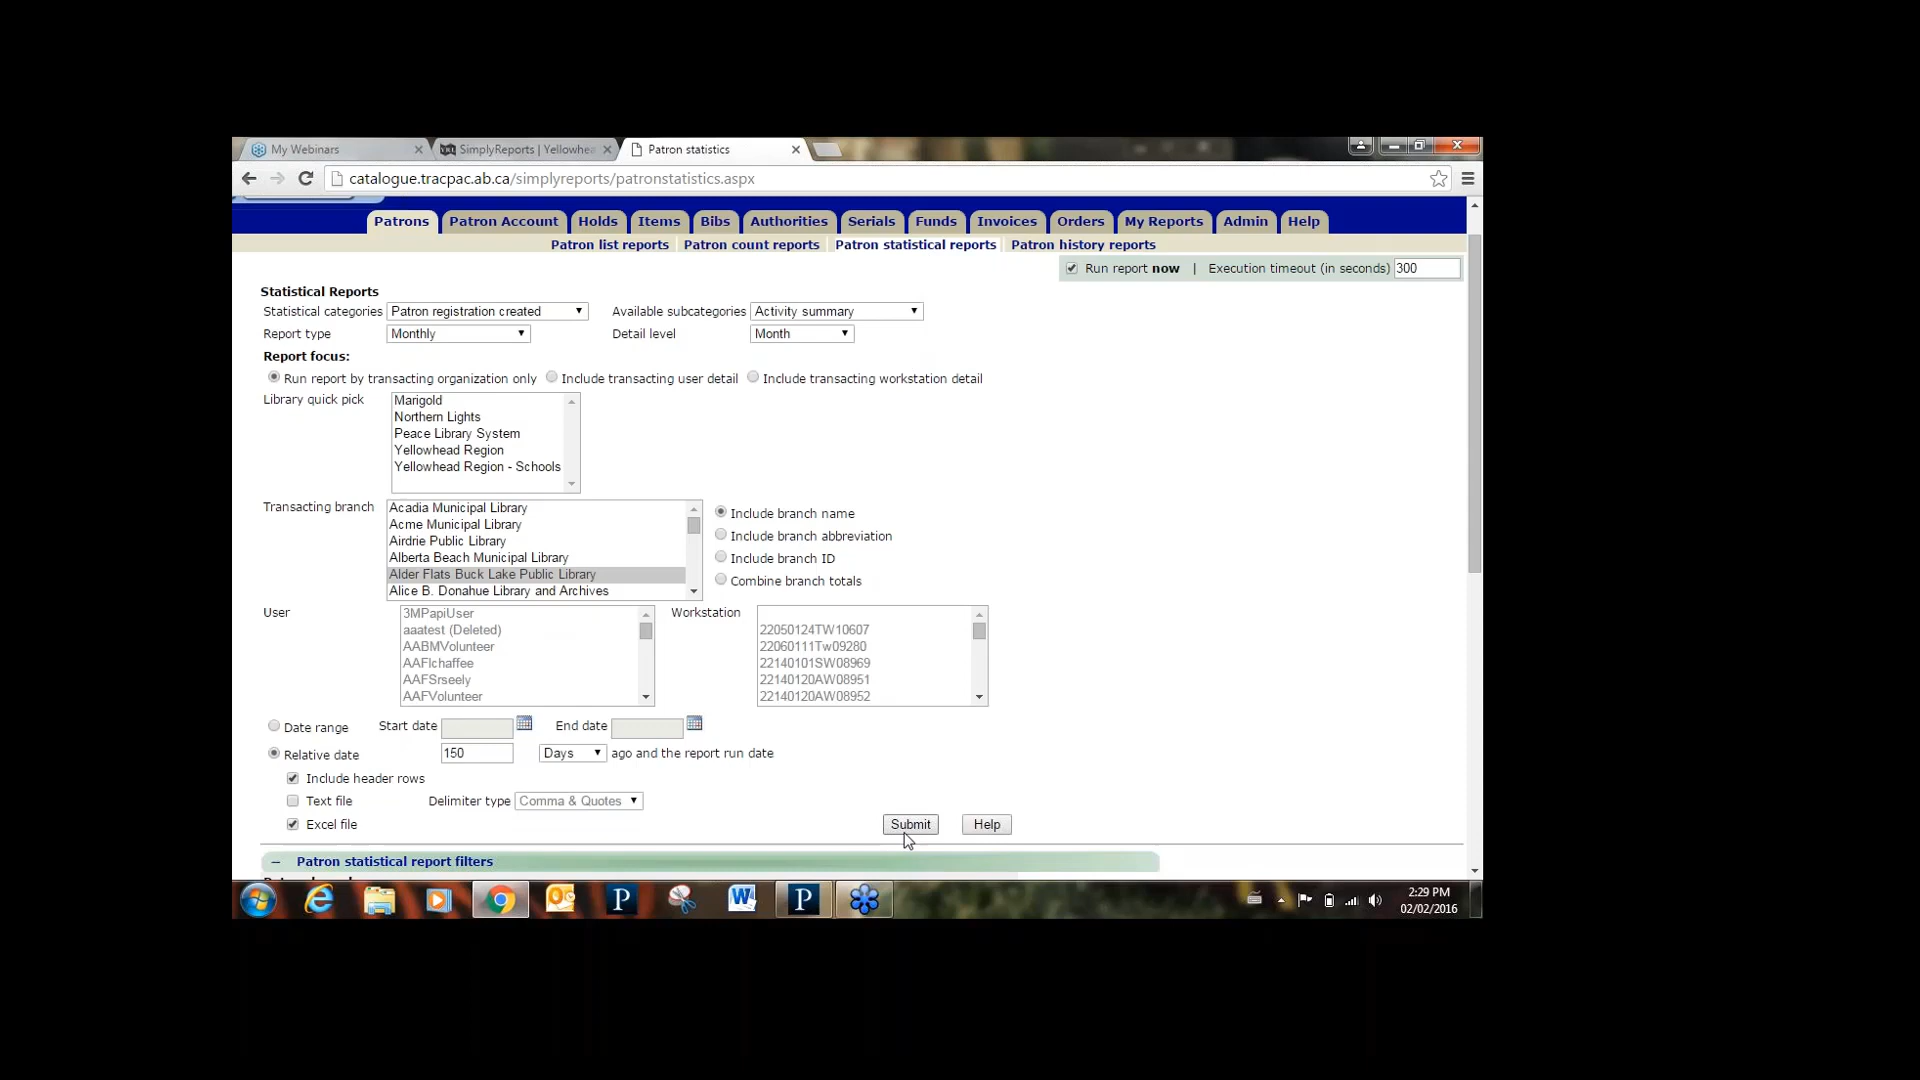 My Webinars
SimplyReports | Yellowhea
Patron statistics
catalogue.tracpac.ab.ca/simplyreports/patronstatistics.aspx
Patrons Patron Account Holds Items Bibs Authorities Serials Funds Invoices Orders My Reports Admin Help
Patron list reports Patron count reports Patron statistical reports Patron history reports
Run report now | Execution timeout (in seconds) 300
Statistical Reports
Statistical categories Patron registration created Available subcategories Activity summary
Report type Monthly Detail level Month
Report focus:
Run report by transacting organization only Include transacting user detail Include transacting workstation detail
Library quick pick
Marigold
Northern Lights
Peace Library System
Yellowhead Region
Yellowhead Region - Schools
Transacting branch
Acadia Municipal Library
Acme Municipal Library
Airdrie Public Library
Alberta Beach Municipal Library
Alder Flats Buck Lake Public Library
Alice B. Donahue Library and Archives
Include branch name
Include branch abbreviation
Include branch ID
Combine branch totals
User
3MPapiUser
aaatest (Deleted)
AABMVolunteer
AAFlchaffee
AAFSrseely
AAFVolunteer
Workstation
22050124TW10607
22060111Tw09280
22140101SW08969
22140120AW08951
22140120AW08952
Date range Start date End date
Relative date 150 Days ago and the report run date
Include header rows
Text file Delimiter type Comma & Quotes
Excel file
Submit Help
Patron statistical report filters
2:29 PM
02/02/2016